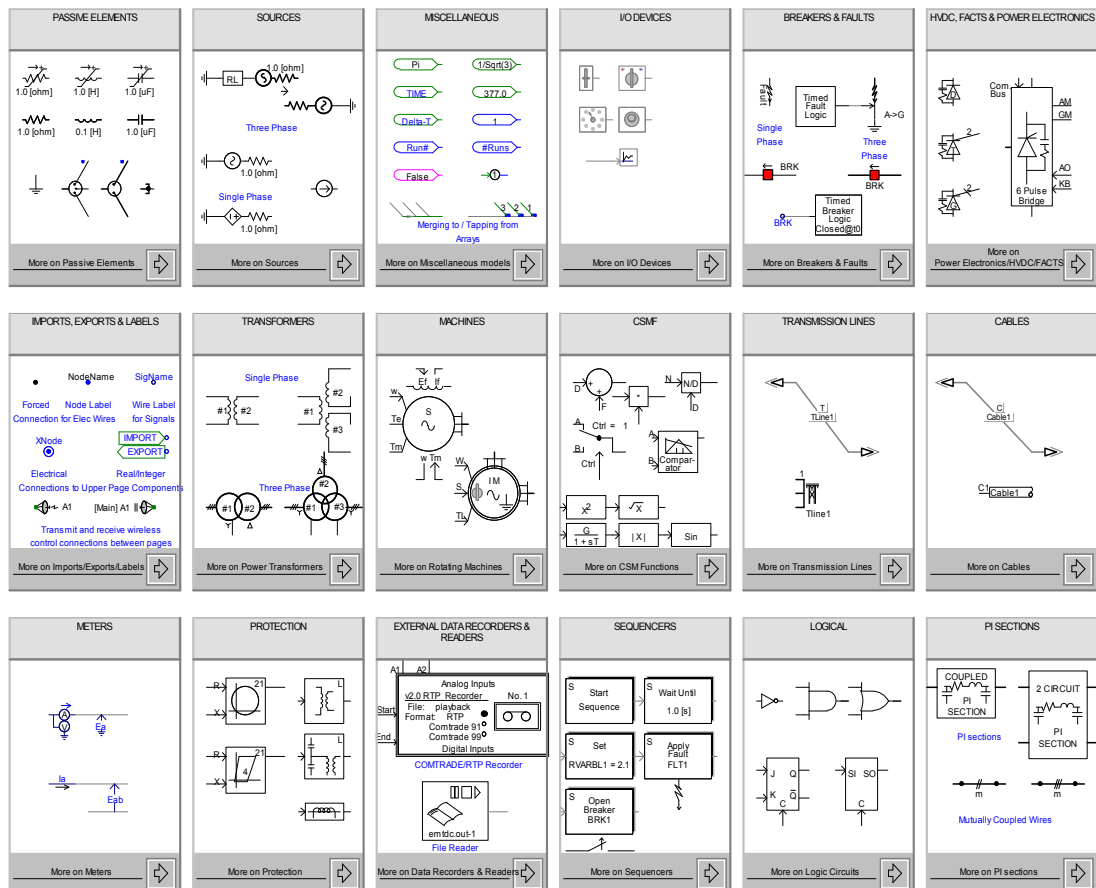 PASSIVE ELEMENTS
1.0 [ohm]
1.0 [H]
1.0 [uF]
1.0 [ohm]
0.1 [H]
1.0 [uF]
More on Passive Elements
SOURCES
RL
1.0 [ohm]
Three Phase
1.0 [ohm]
Single Phase
1.0 [ohm]
More on Sources
MISCELLANEOUS
Pi
1/Sqrt(3)
TIME
377.0
Delta-T
1
Run#
#Runs
False
1
3 2 1
Merging to / Tapping from
Arrays
More on Miscellaneous models
I/O DEVICES
More on I/O Devices
BREAKERS & FAULTS
Fault
Timed
Fault
Logic
A->G
Single
Phase
Three
Phase
BRK
BRK
BRK
Timed
Breaker
Logic
Closed@t0
More on Breakers & Faults
HVDC, FACTS & POWER ELECTRONICS
D
2
T
2
G
Com
Bus
AM
GM
AO
KB
6 Pulse
Bridge
More on
Power Electronics/HVDC/FACTS
IMPORTS, EXPORTS & LABELS
NodeName
SigName
Forced
Node Label
Wire Label
Connection for Elec Wires
for Signals
XNode
IMPORT
EXPORT
Electrical
Real/Integer
Connections to Upper Page Components
A1
[Main] A1
Transmit and receive wireless
control connections between pages
More on Imports/Exports/Labels
TRANSFORMERS
Single Phase
#1
#2
#1
#2
#3
Three Phase
#1
#2
#2
#1
#3
More on Power Transformers
MACHINES
Ef
If
w
Te
Tm
S
w Tm
W
S
TL
IM
More on Rotating Machines
CSMF
D
+
+
F
*
N
N/D
D
A
B
Ctrl = 1
Ctrl
A
B
Compar-
ator
X2
√X
G
1 + sT
|X|
Sin
More on CSM Functions
TRANSMISSION LINES
T
TLine1
1
Tline1
More on Transmission Lines
CABLES
C
Cable1
C1
Cable1
More on Cables
METERS
A
V
Ea
Ia
Eab
More on Meters
PROTECTION
R
X
21
L
R
X
21
4
L
More on Protection
EXTERNAL DATA RECORDERS &
READERS
A1
A2
Analog Inputs
v2.0 RTP Recorder
No. 1
File: playback
Format: RTP
Comtrade 91
Comtrade 99
Start
End
Digital Inputs
COMTRADE/RTP Recorder
emtdc.out-1
File Reader
More on Data Recorders & Readers
SEQUENCERS
S
Start
Sequence
S
Wait Until
1.0 [s]
S
Set
RVARBL1 = 2.1
S
Apply
Fault
FLT1
S
Open
Breaker
BRK1
More on Sequencers
LOGICAL
J
Q
K
Q
C
SI
SO
C
More on Logic Circuits
PI SECTIONS
COUPLED
PI
SECTION
2 CIRCUIT
PI
SECTION
PI sections
m
m
Mutually Coupled Wires
More on PI sections